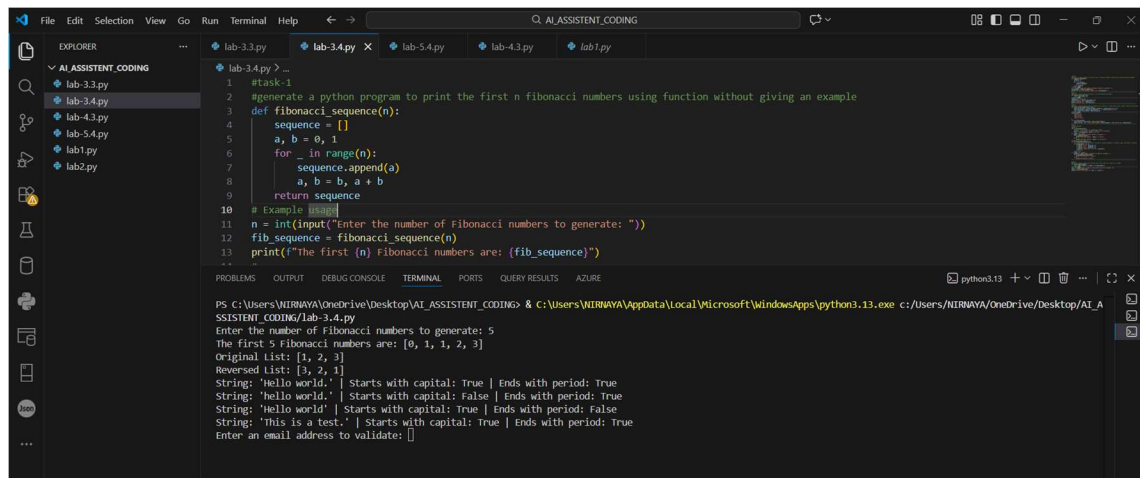 File Edit Selection View Go Run Terminal Help
AI_ASSISTENT_CODING
EXPLORER
AI_ASSISTENT_CODING
lab-3.3.py
lab-3.4.py
lab-4.3.py
lab-5.4.py
lab1.py
lab2.py
lab-3.3.py lab-3.4.py lab-5.4.py lab-4.3.py lab1.py
lab-3.4.py > ...
1 #task-1
2 #generate a python program to print the first n fibonacci numbers using function without giving an example
3 def fibonacci_sequence(n):
4 sequence = []
5 a, b = 0, 1
6 for _ in range(n):
7 sequence.append(a)
8 a, b = b, a + b
9 return sequence
10 # Example usage
11 n = int(input("Enter the number of Fibonacci numbers to generate: "))
12 fib_sequence = fibonacci_sequence(n)
13 print(f"The first {n} Fibonacci numbers are: {fib_sequence}")
PROBLEMS OUTPUT DEBUG CONSOLE TERMINAL PORTS QUERY RESULTS AZURE
python3.13
PS C:\Users\NIRNAYA\OneDrive\Desktop\AI_ASSISTENT_CODING> & C:\Users\NIRNAYA\AppData\Local\Microsoft\WindowsApps\python3.13.exe c:/Users/NIRNAYA/OneDrive/Desktop/AI_A
SSISTENT_CODING/lab-3.4.py
Enter the number of Fibonacci numbers to generate: 5
The first 5 Fibonacci numbers are: [0, 1, 1, 2, 3]
Original List: [1, 2, 3]
Reversed List: [3, 2, 1]
String: 'Hello world.' | Starts with capital: True | Ends with period: True
String: 'hello world.' | Starts with capital: False | Ends with period: True
String: 'Hello world' | Starts with capital: True | Ends with period: False
String: 'This is a test.' | Starts with capital: True | Ends with period: True
Enter an email address to validate:
Json